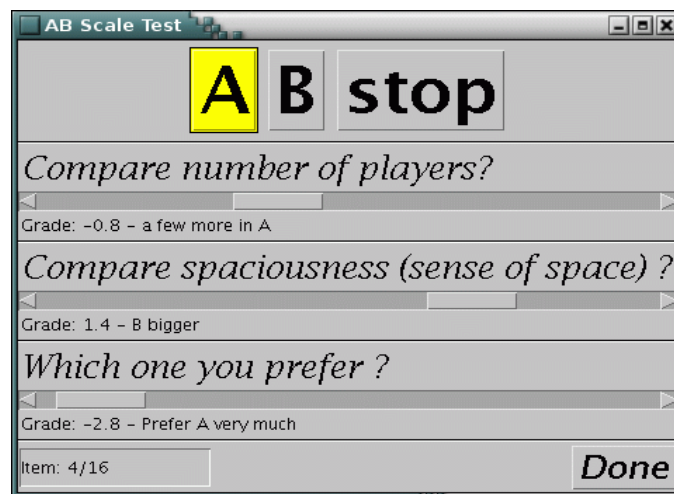 AB Scale Test
A B stop
Compare number of players?
Grade: -0.8 - a few more in A
Compare spaciousness (sense of space) ?
Grade: 1.4 - B bigger
Which one you prefer ?
Grade: -2.8 - Prefer A very much
Item: 4/16 Done